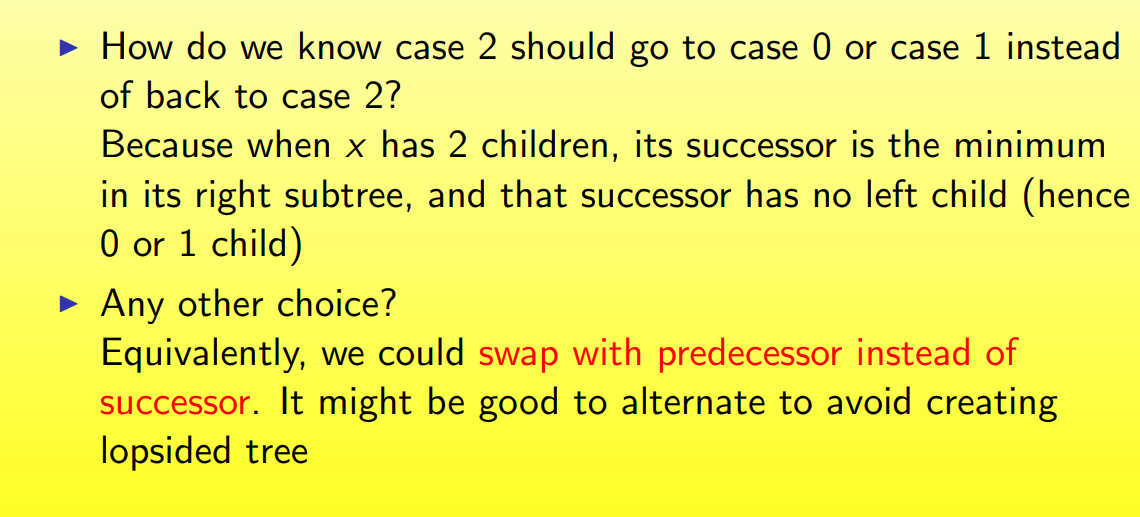 ▶ How do we know case 2 should go to case 0 or case 1 instead
of back to case 2?
Because when x has 2 children, its successor is the minimum
in its right subtree, and that successor has no left child (hence
0 or 1 child)
▶ Any other choice?
Equivalently, we could swap with predecessor instead of
successor. It might be good to alternate to avoid creating
lopsided tree